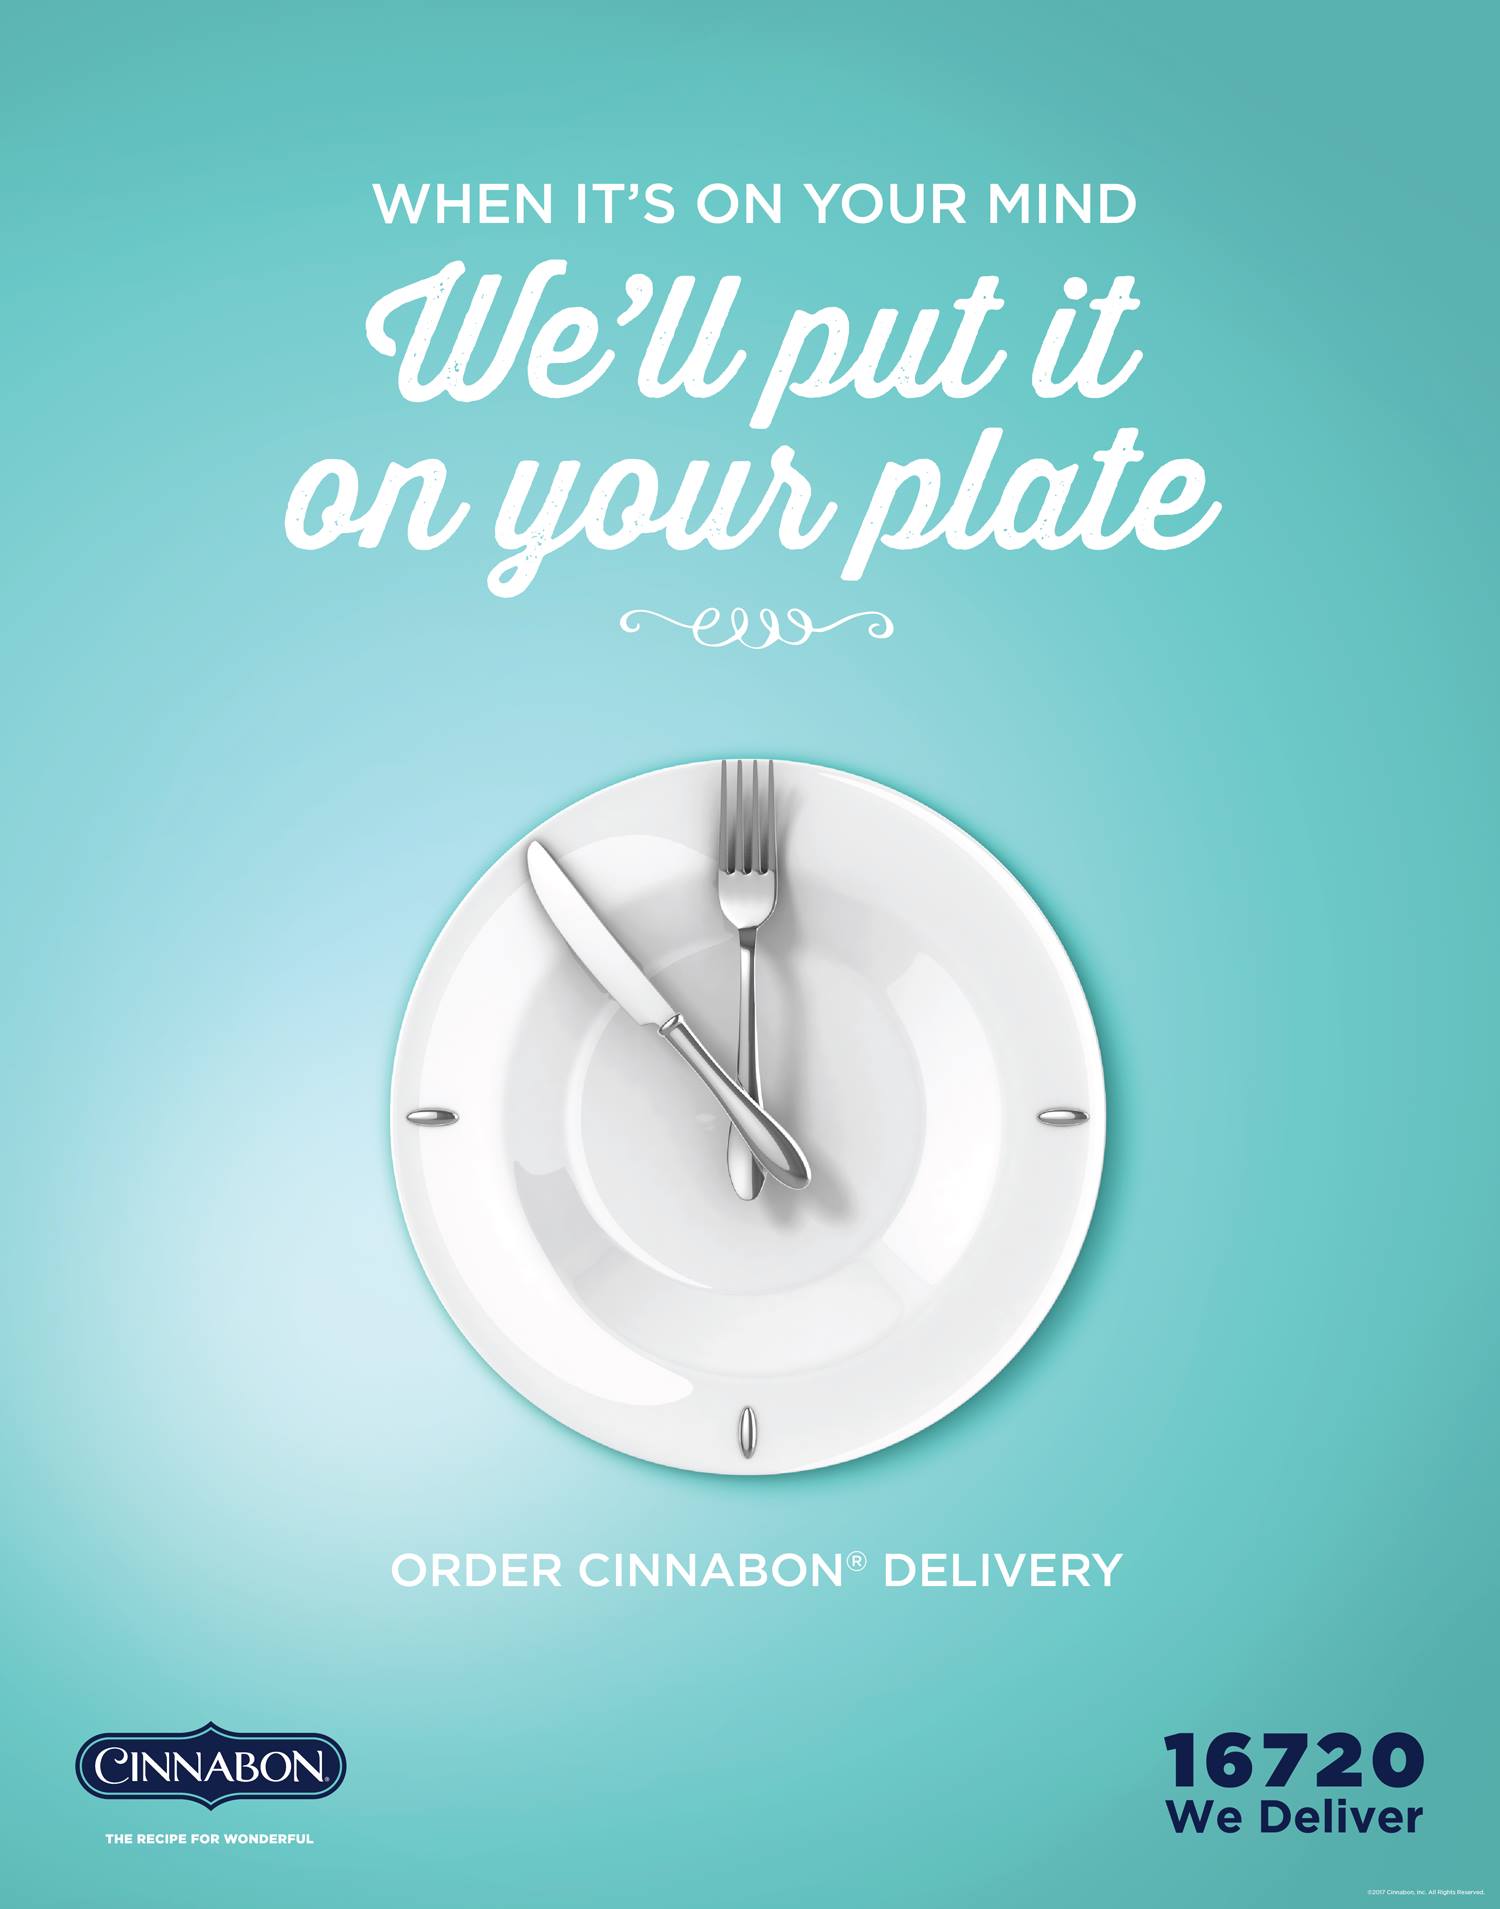 WHEN IT'S ON YOUR MIND
We'll put it
on your plate
ORDER CINNABON® DELIVERY
CINNABON®
THE RECIPE FOR WONDERFUL
16720
We Deliver
©2017 Cinnabon, Inc. All Rights Reserved.